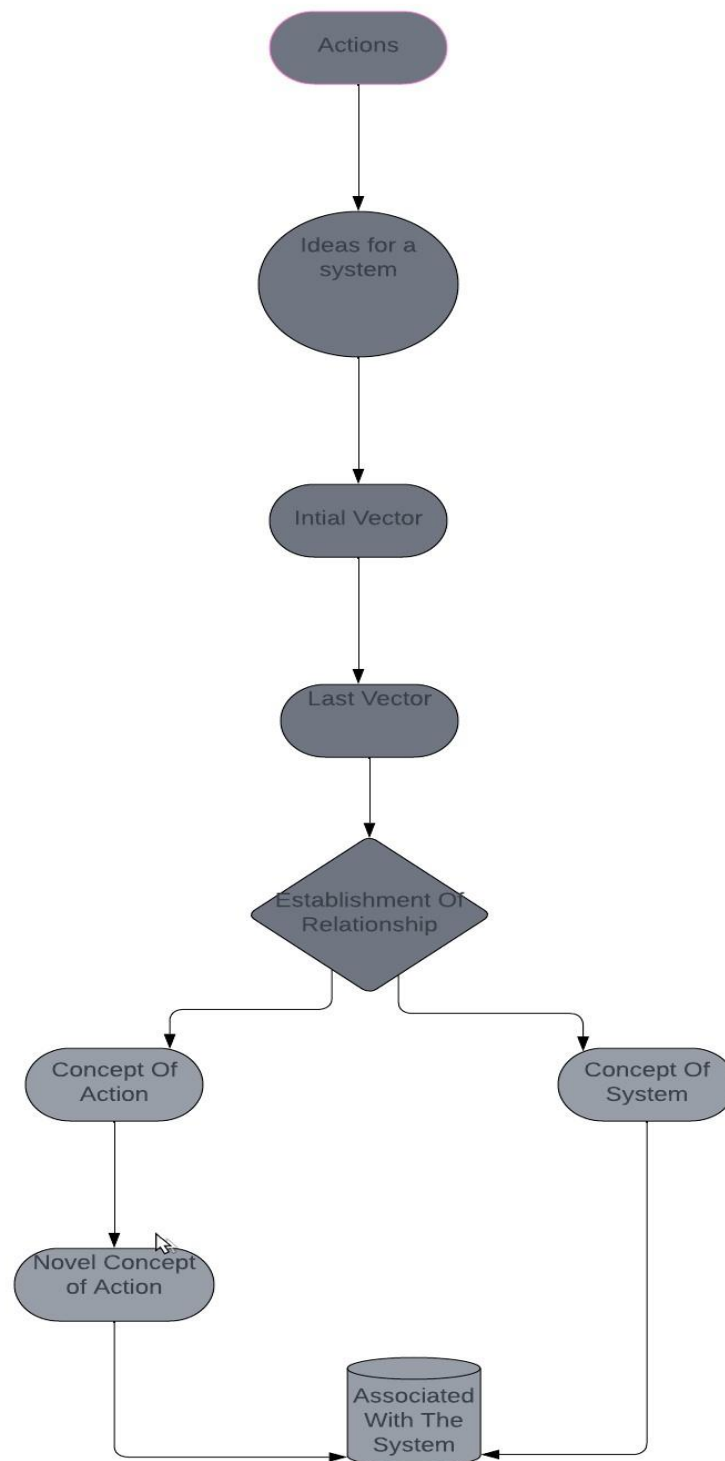 Actions
Ideas for a
system
Intial Vector
Last Vector
Establishment Of
Relationship
Concept Of
Action
Concept Of
System
Novel Concept
of Action
Associated
With The
System